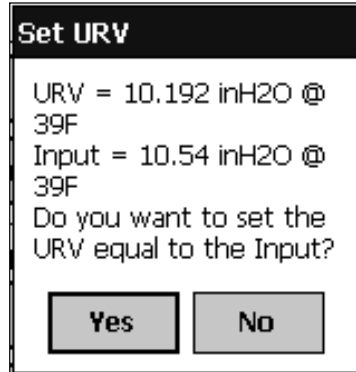 Set URV
URV = 10.192 inH2O @
39F
Input = 10.54 inH2O @
39F
Do you want to set the
URV equal to the Input?
Yes No